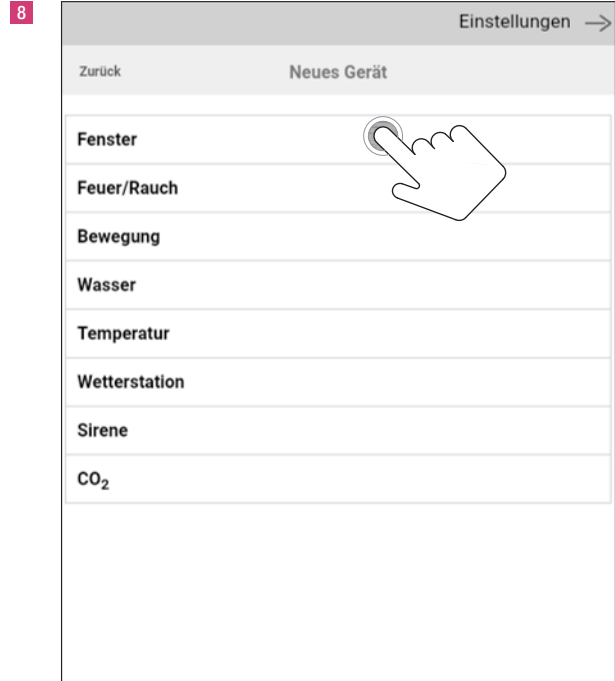 8
Einstellungen
Zurück Neues Gerät
Fenster
Feuer/Rauch
Bewegung
Wasser
Temperatur
Wetterstation
Sirene
CO₂